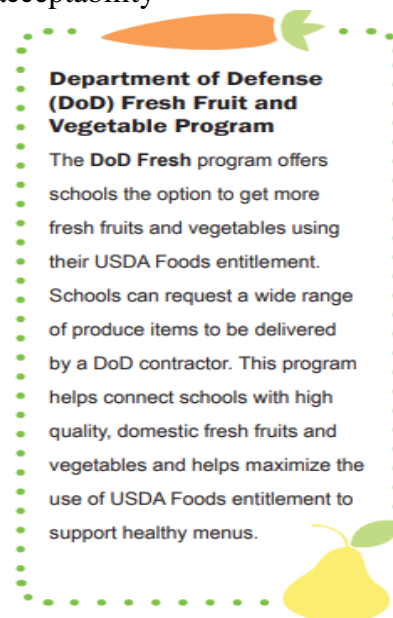 acceptability
Department of Defense
(DoD) Fresh Fruit and
Vegetable Program
The DoD Fresh program offers
schools the option to get more
fresh fruits and vegetables using
their USDA Foods entitlement.
Schools can request a wide range
of produce items to be delivered
by a DoD contractor. This program
helps connect schools with high
quality, domestic fresh fruits and
vegetables and helps maximize the
use of USDA Foods entitlement to
support healthy menus.